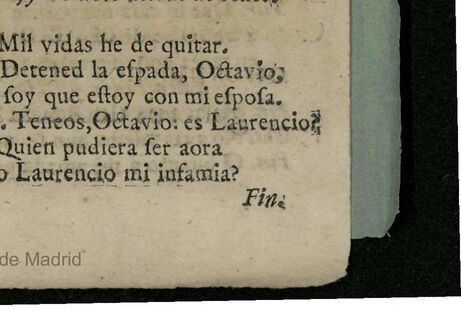 Mil vidas he de quitar.
Detened la eſpada, Octavio,
ſoy que eſtoy con mi eſpoſa.
. Teneos, Octavio: es Laurencio?
Quien pudiera ſer aora
o Laurencio mi infamia?
Fin.
de Madrid